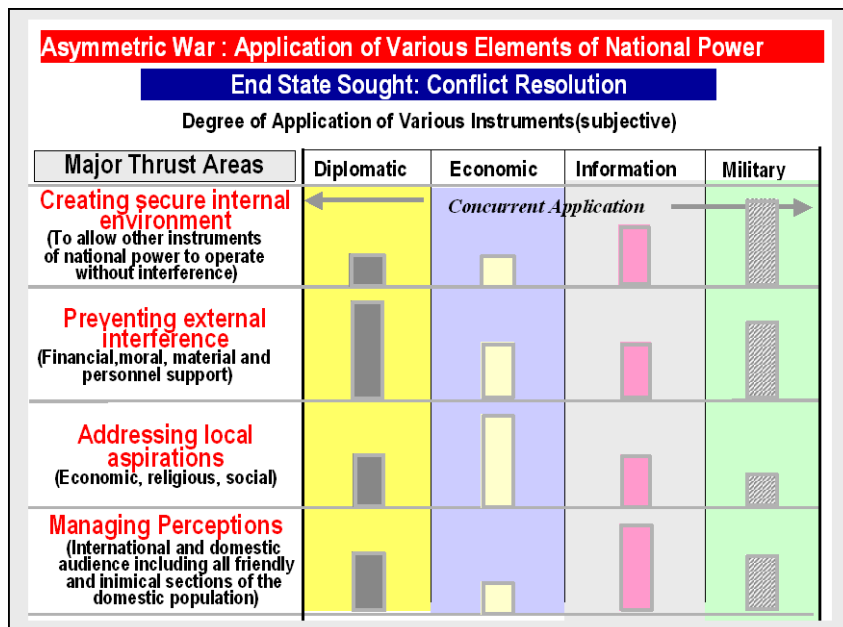 Asymmetric War : Application of Various Elements of National Power
End State Sought: Conflict Resolution
Degree of Application of Various Instruments(subjective)
Major Thrust Areas
Diplomatic
Economic
Information
Military
Creating secure internal
environment
(To allow other instruments
of national power to operate
without interference)
Concurrent Application
Preventing external
interference
(Financial,moral, material and
personnel support)
Addressing local
aspirations
(Economic, religious, social)
Managing Perceptions
(International and domestic
audience including all friendly
and inimical sections of the
domestic population)